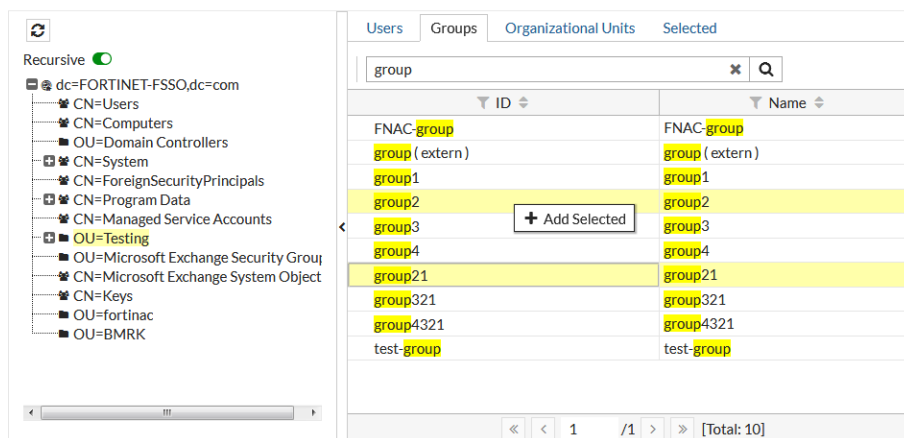 Recursive
dc=FORTINET-FSSO,dc=com
CN=Users
CN=Computers
OU=Domain Controllers
CN=System
CN=ForeignSecurityPrincipals
CN=Program Data
CN=Managed Service Accounts
OU=Testing
OU=Microsoft Exchange Security Grou
CN=Microsoft Exchange System Object
CN=Keys
OU=fortinac
OU=BMRK
Users Groups Organizational Units Selected
group
ID Name
FNAC-group FNAC-group
group (extern) group (extern)
group1 group1
group2 group2
+ Add Selected
group3 group3
group4 group4
group21 group21
group321 group321
group4321 group4321
test-group test-group
« < 1 /1 > » [Total: 10]